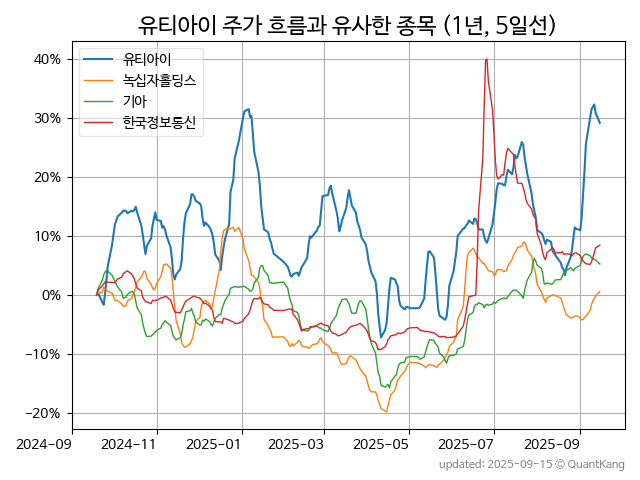 유티아이 주가 흐름과 유사한 종목 (1년, 5일선)
유티아이
녹십자홀딩스
기아
한국정보통신
40%
30%
20%
10%
0%
−10%
−20%
2024-09
2024-11
2025-01
2025-03
2025-05
2025-07
2025-09
updated: 2025-09-15 © QuantKang